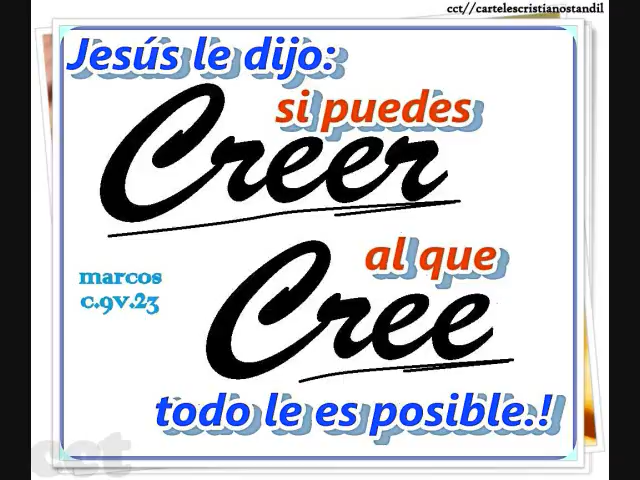 cct//cartelescristianostandil
Jesús le dijo:
si puedes
Creer
al que
marcos
c.9v.23
Cree
todo le es posible.!
cct